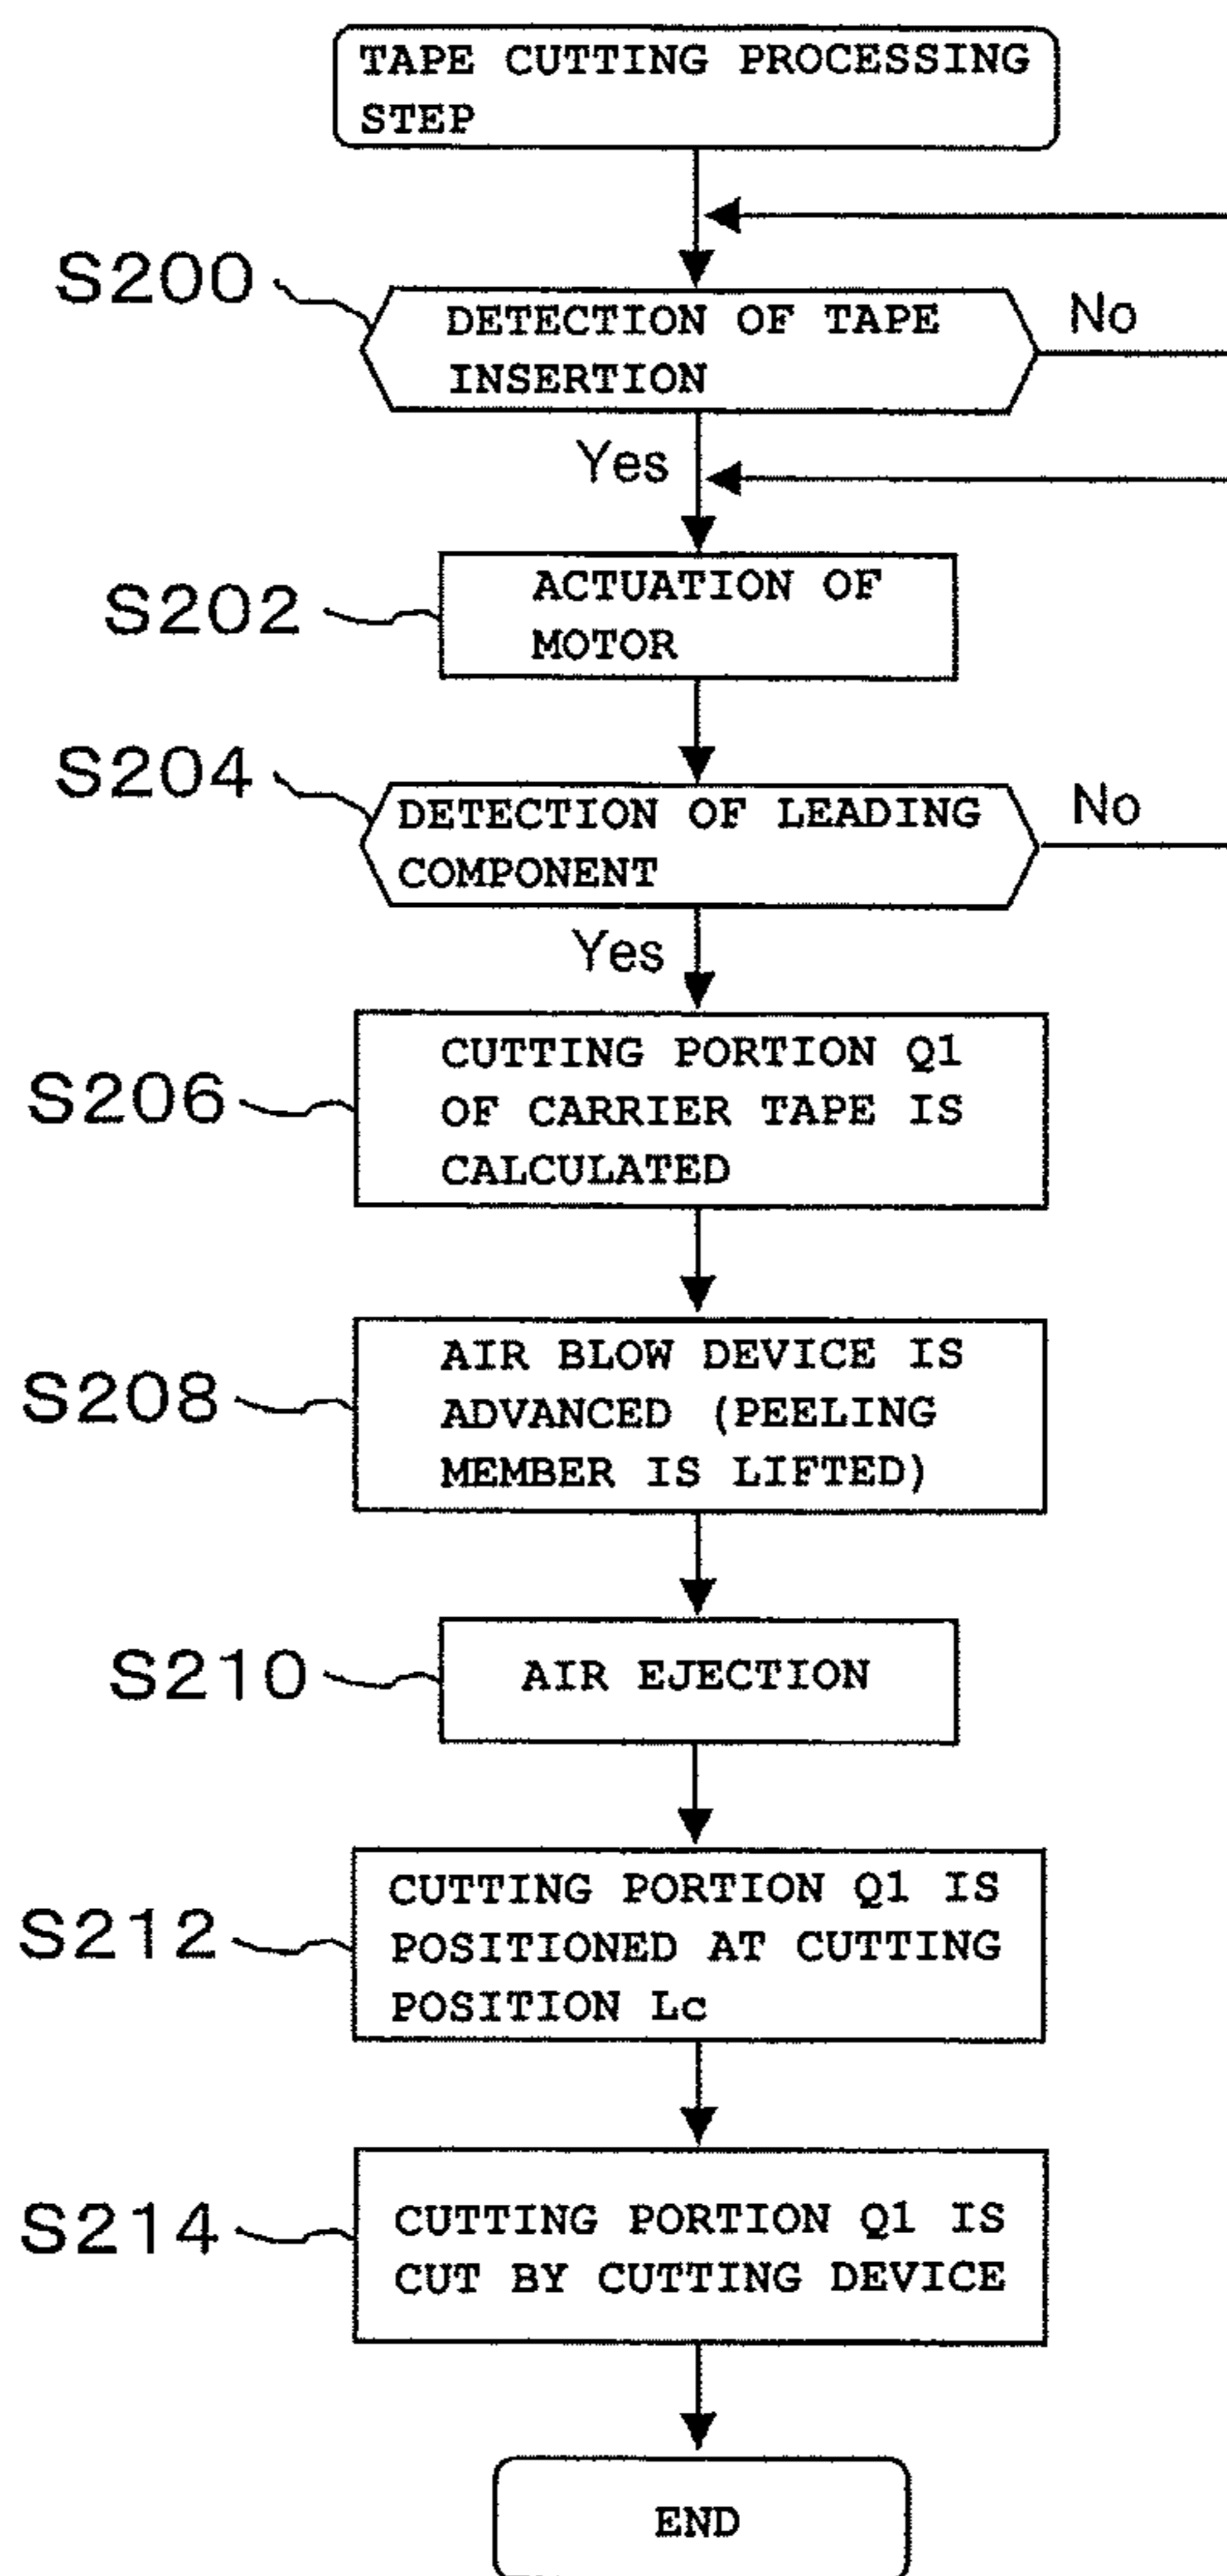 TAPE CUTTING PROCESSING
STEP
S200
DETECTION OF TAPE
INSERTION
No
Yes
S202
ACTUATION OF
MOTOR
S204
DETECTION OF LEADING
COMPONENT
No
Yes
S206
CUTTING PORTION Q1
OF CARRIER TAPE IS
CALCULATED
S208
AIR BLOW DEVICE IS
ADVANCED (PEELING
MEMBER IS LIFTED)
S210
AIR EJECTION
S212
CUTTING PORTION Q1 IS
POSITIONED AT CUTTING
POSITION Lc
S214
CUTTING PORTION Q1 IS
CUT BY CUTTING DEVICE
END